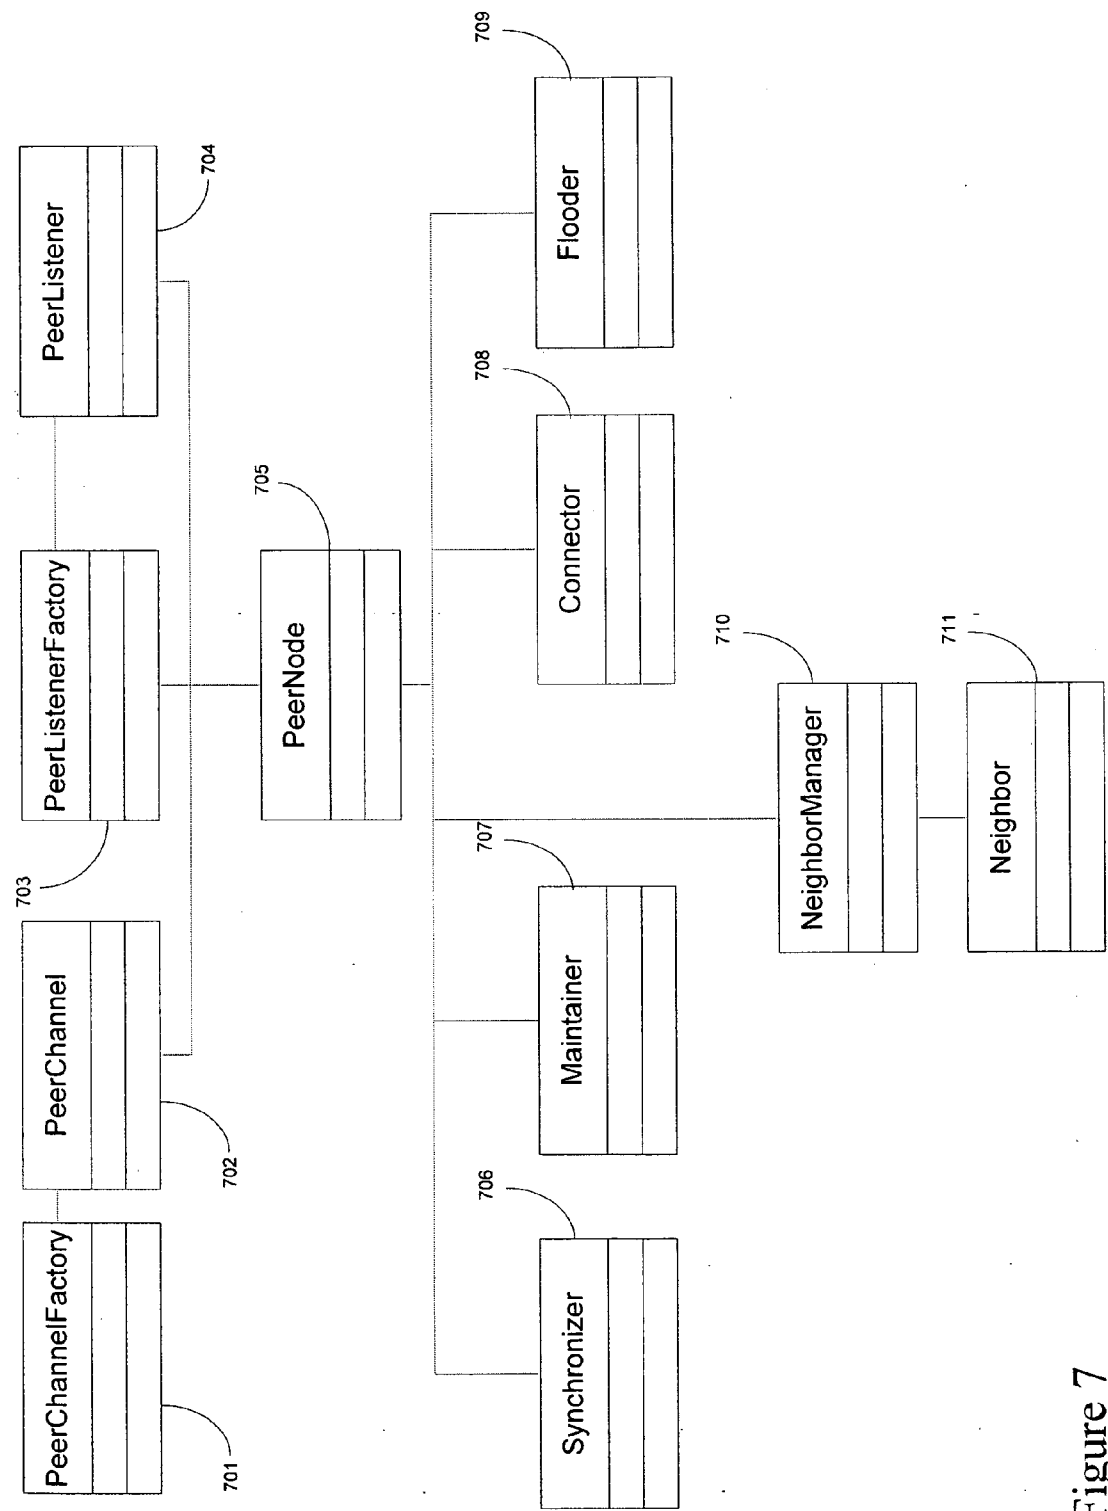 PeerChannelFactory
701
PeerChannel
702
PeerListenerFactory
703
PeerListener
704
PeerNode
705
Synchronizer
706
Maintainer
707
Connector
708
Flooder
709
NeighborManager
710
Neighbor
711
Figure 7